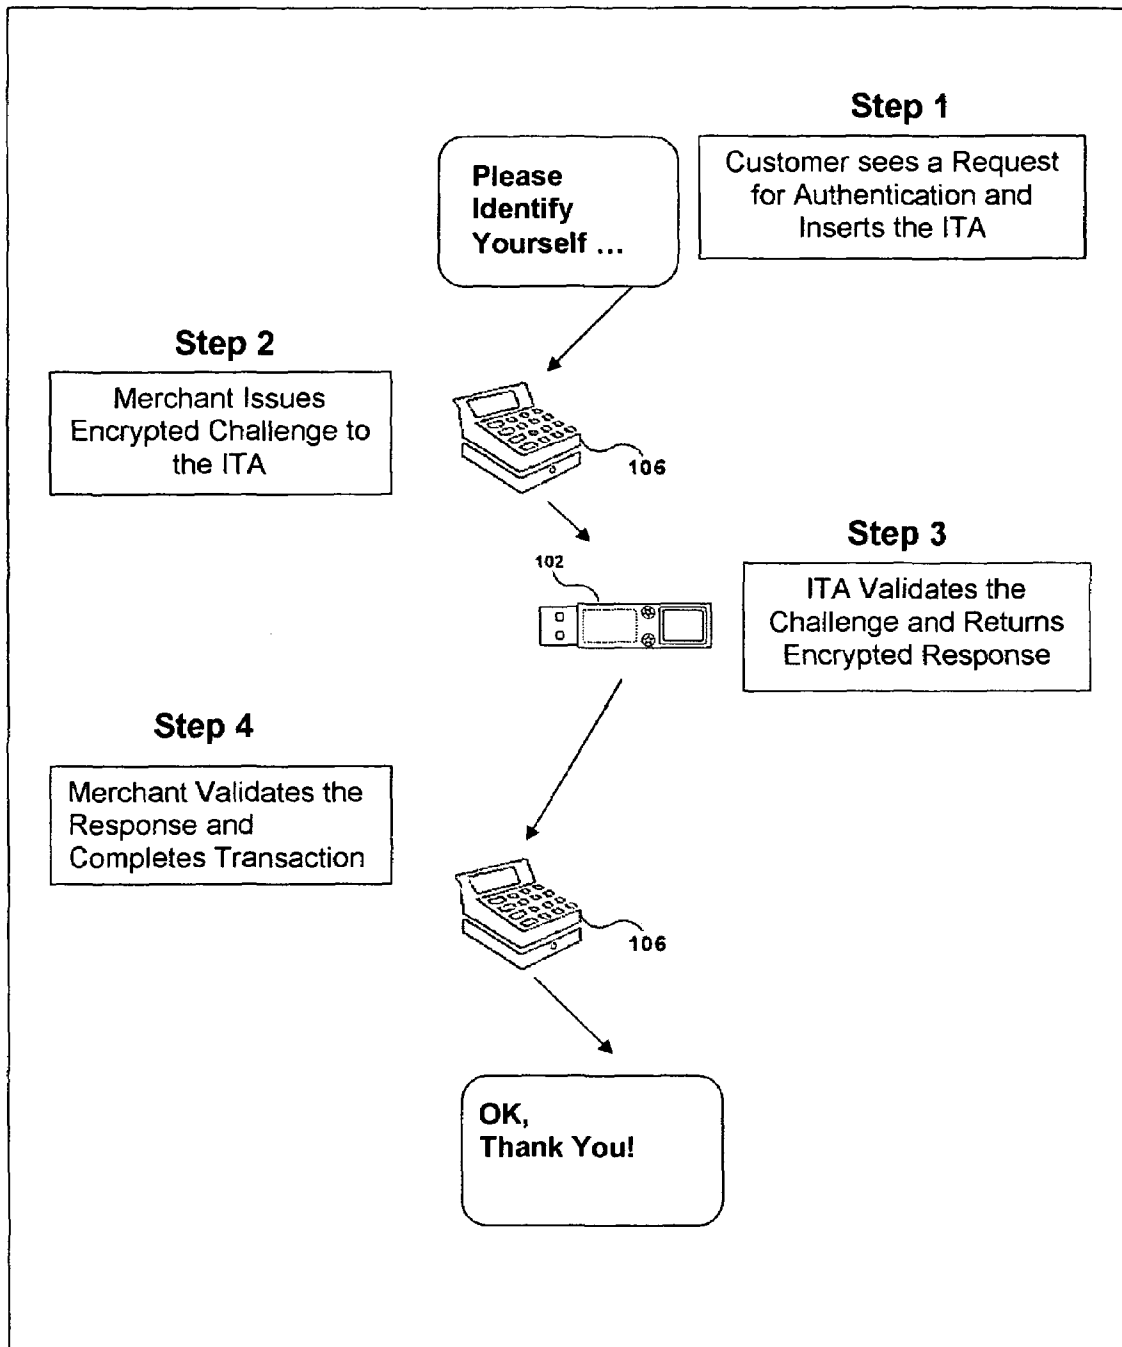 Step 1
Please
Identify
Yourself ...
Customer sees a Request
for Authentication and
Inserts the ITA
Step 2
Merchant Issues
Encrypted Challenge to
the ITA
106
Step 3
102
ITA Validates the
Challenge and Returns
Encrypted Response
Step 4
Merchant Validates the
Response and
Completes Transaction
106
OK,
Thank You!